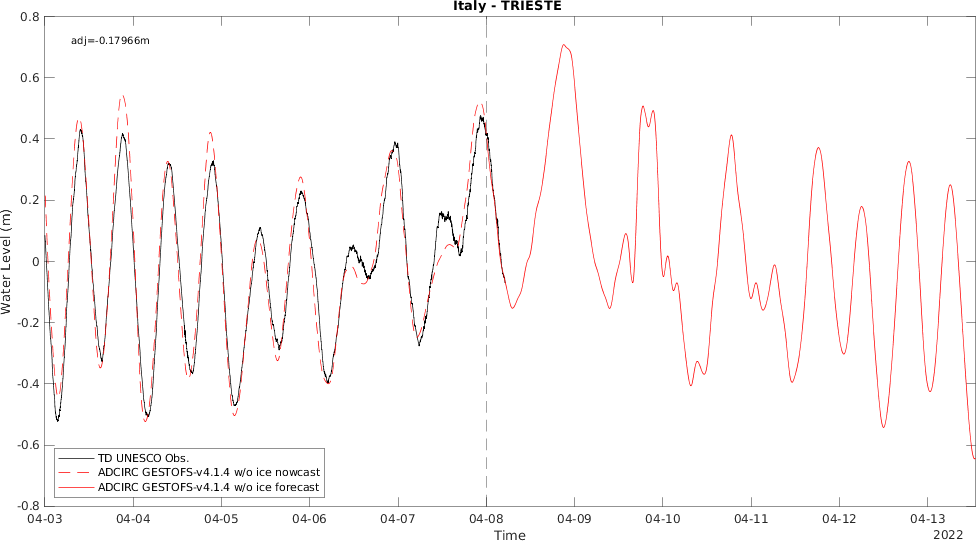 Italy - TRIESTE
adj=-0.17966m
0.8
0.6
0.4
0.2
0
-0.2
-0.4
-0.6
-0.8
Water Level (m)
TD UNESCO Obs.
ADCIRC GESTOFS-v4.1.4 w/o ice nowcast
ADCIRC GESTOFS-v4.1.4 w/o ice forecast
04-03 04-04 04-05 04-06 04-07 04-08 04-09 04-10 04-11 04-12 04-13
Time
2022